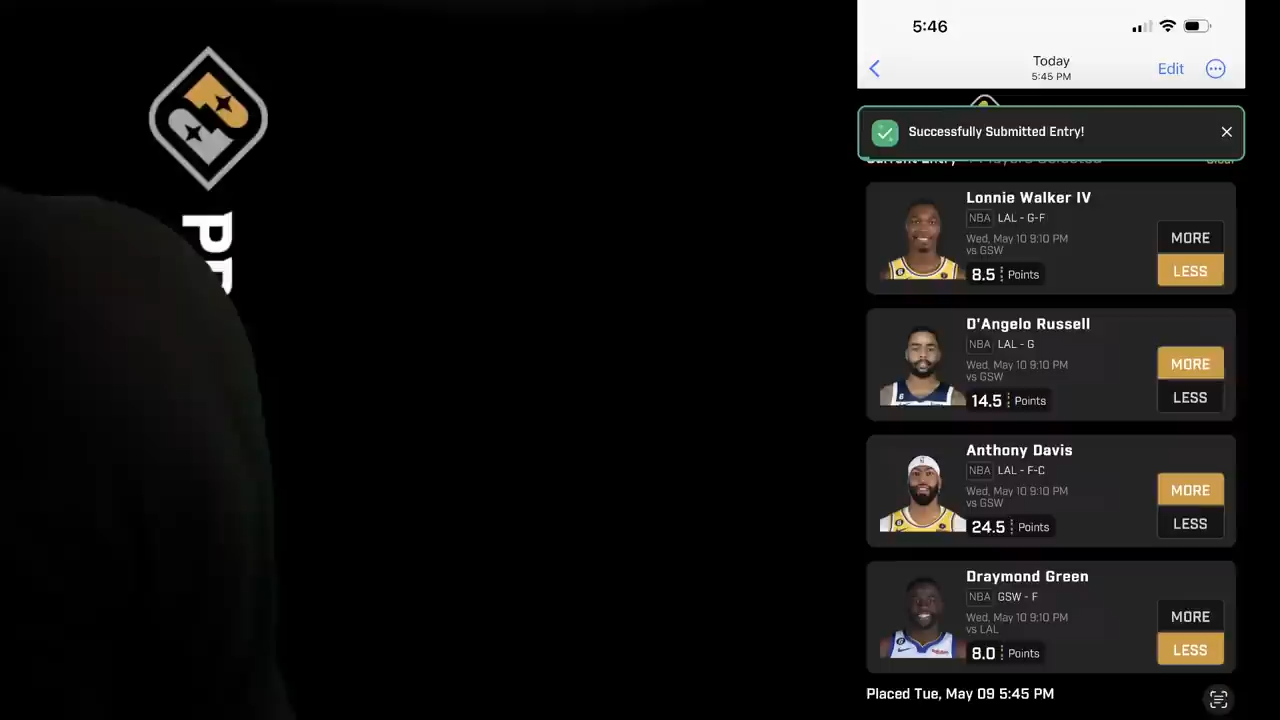 PR
5:46
Today
5:45 PM
Edit
Successfully Submitted Entry!
Lonnie Walker IV
NBA LAL - G-F
Wed, May 10 9:10 PM
vs GSW
8.5 Points
MORE
LESS
D'Angelo Russell
NBA LAL - G
Wed, May 10 9:10 PM
vs GSW
14.5 Points
MORE
LESS
Anthony Davis
NBA LAL - F-C
Wed, May 10 9:10 PM
vs GSW
24.5 Points
MORE
LESS
Draymond Green
NBA GSW - F
Wed, May 10 9:10 PM
vs LAL
8.0 Points
MORE
LESS
Placed Tue, May 09 5:45 PM